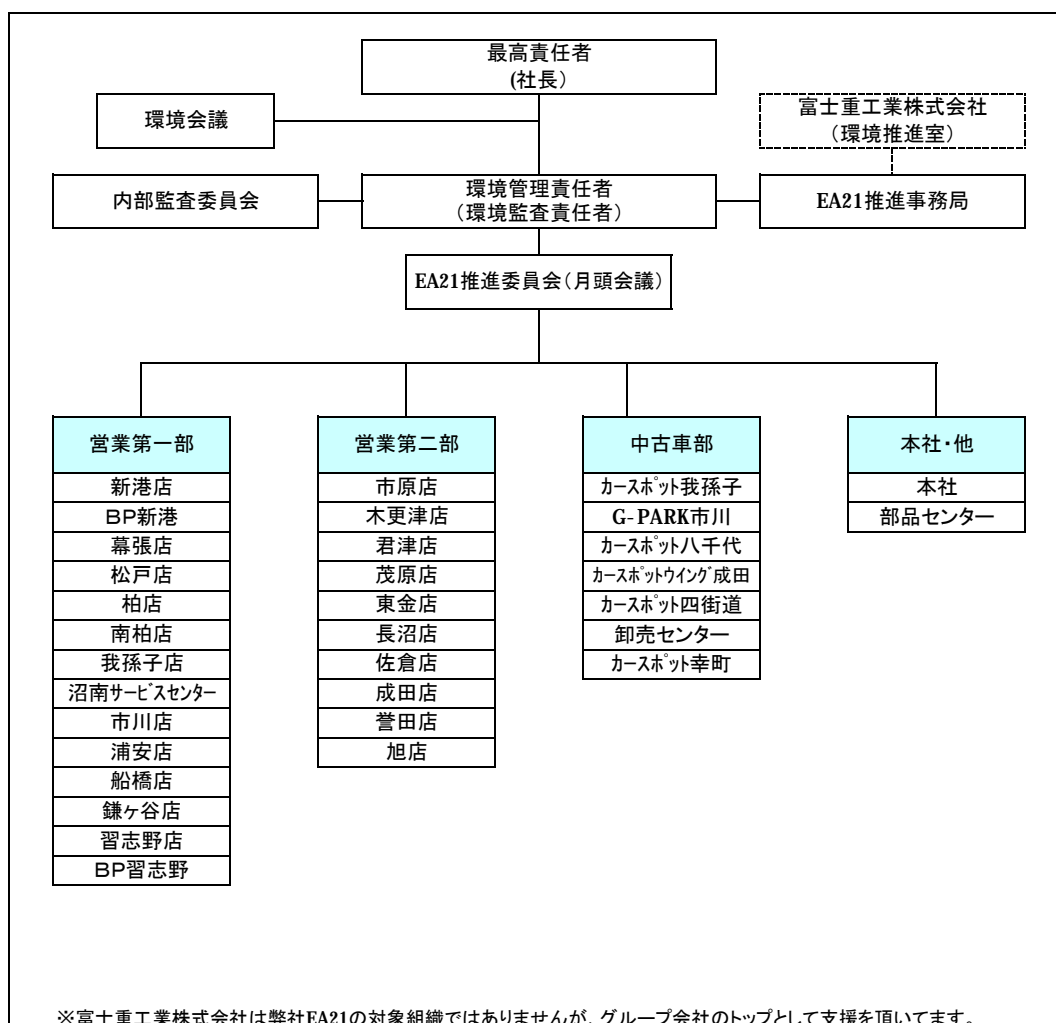 最高責任者
(社長)
環境会議
富士重工業株式会社
(環境推進室)
内部監査委員会
環境管理責任者
(環境監査責任者)
EA21推進事務局
EA21推進委員会(月頭会議)
営業第一部
新港店
BP新港
幕張店
松戸店
柏店
南柏店
我孫子店
沼南サービスセンター
市川店
浦安店
船橋店
鎌ヶ谷店
習志野店
BP習志野
営業第二部
市原店
木更津店
君津店
茂原店
東金店
長沼店
佐倉店
成田店
誉田店
旭店
中古車部
カースポット我孫子
G-PARK市川
カースポット八千代
カースポットウイング成田
カースポット四街道
卸売センター
カースポット幸町
本社・他
本社
部品センター
※富士重工業株式会社は弊社EA21の対象組織ではありませんが、グループ会社のトップとして支援を頂いてます。